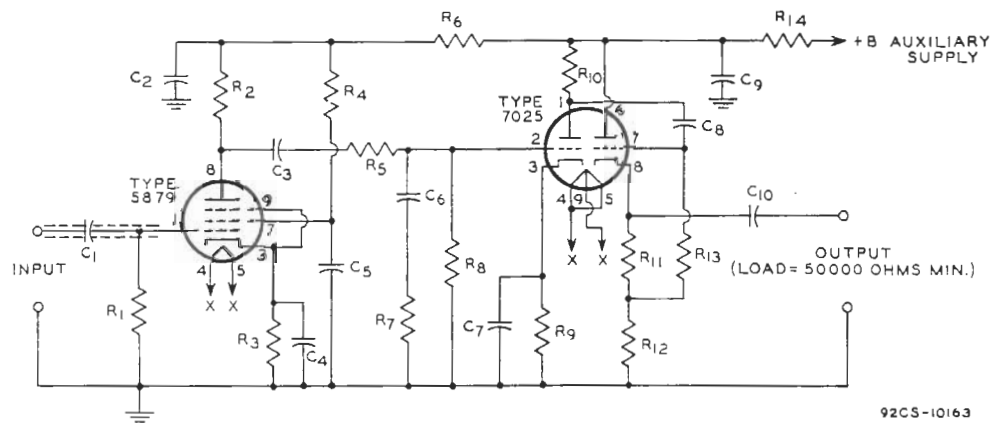 R6
R14
+B AUXILIARY
SUPPLY
C2
R2
R4
R10
C9
TYPE
7025
1
6
C8
C3
R5
2
7
3
8
8
TYPE
5879
9
C6
C10
4
9
5
1
7
3
C1
4
5
C5
R8
X
X
R11
R13
OUTPUT
(LOAD=50000 OHMS MIN.)
INPUT
X
X
R1
R7
C7
R9
R3
C4
R12
92CS-10163